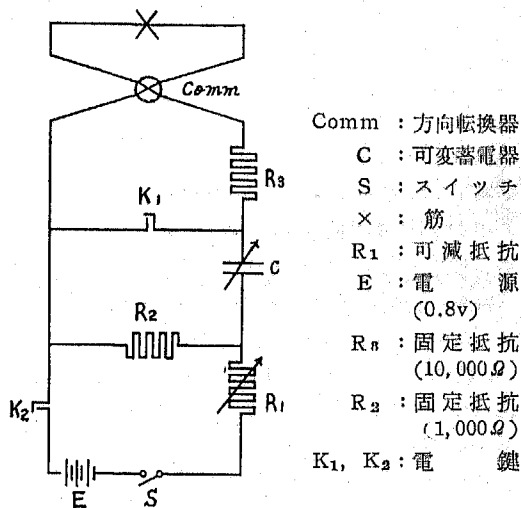 Comm
R₃
K₁
C
R₂
R₁
K₂
E
S
Comm : 方向転換器
C : 可変蓄電器
S : スイッチ
× : 筋
R₁ : 可減抵抗
E : 電 源
(0.8v)
R₃ : 固定抵抗
(10,000Ω)
R₂ : 固定抵抗
(1,000Ω)
K₁, K₂ : 電 鍵